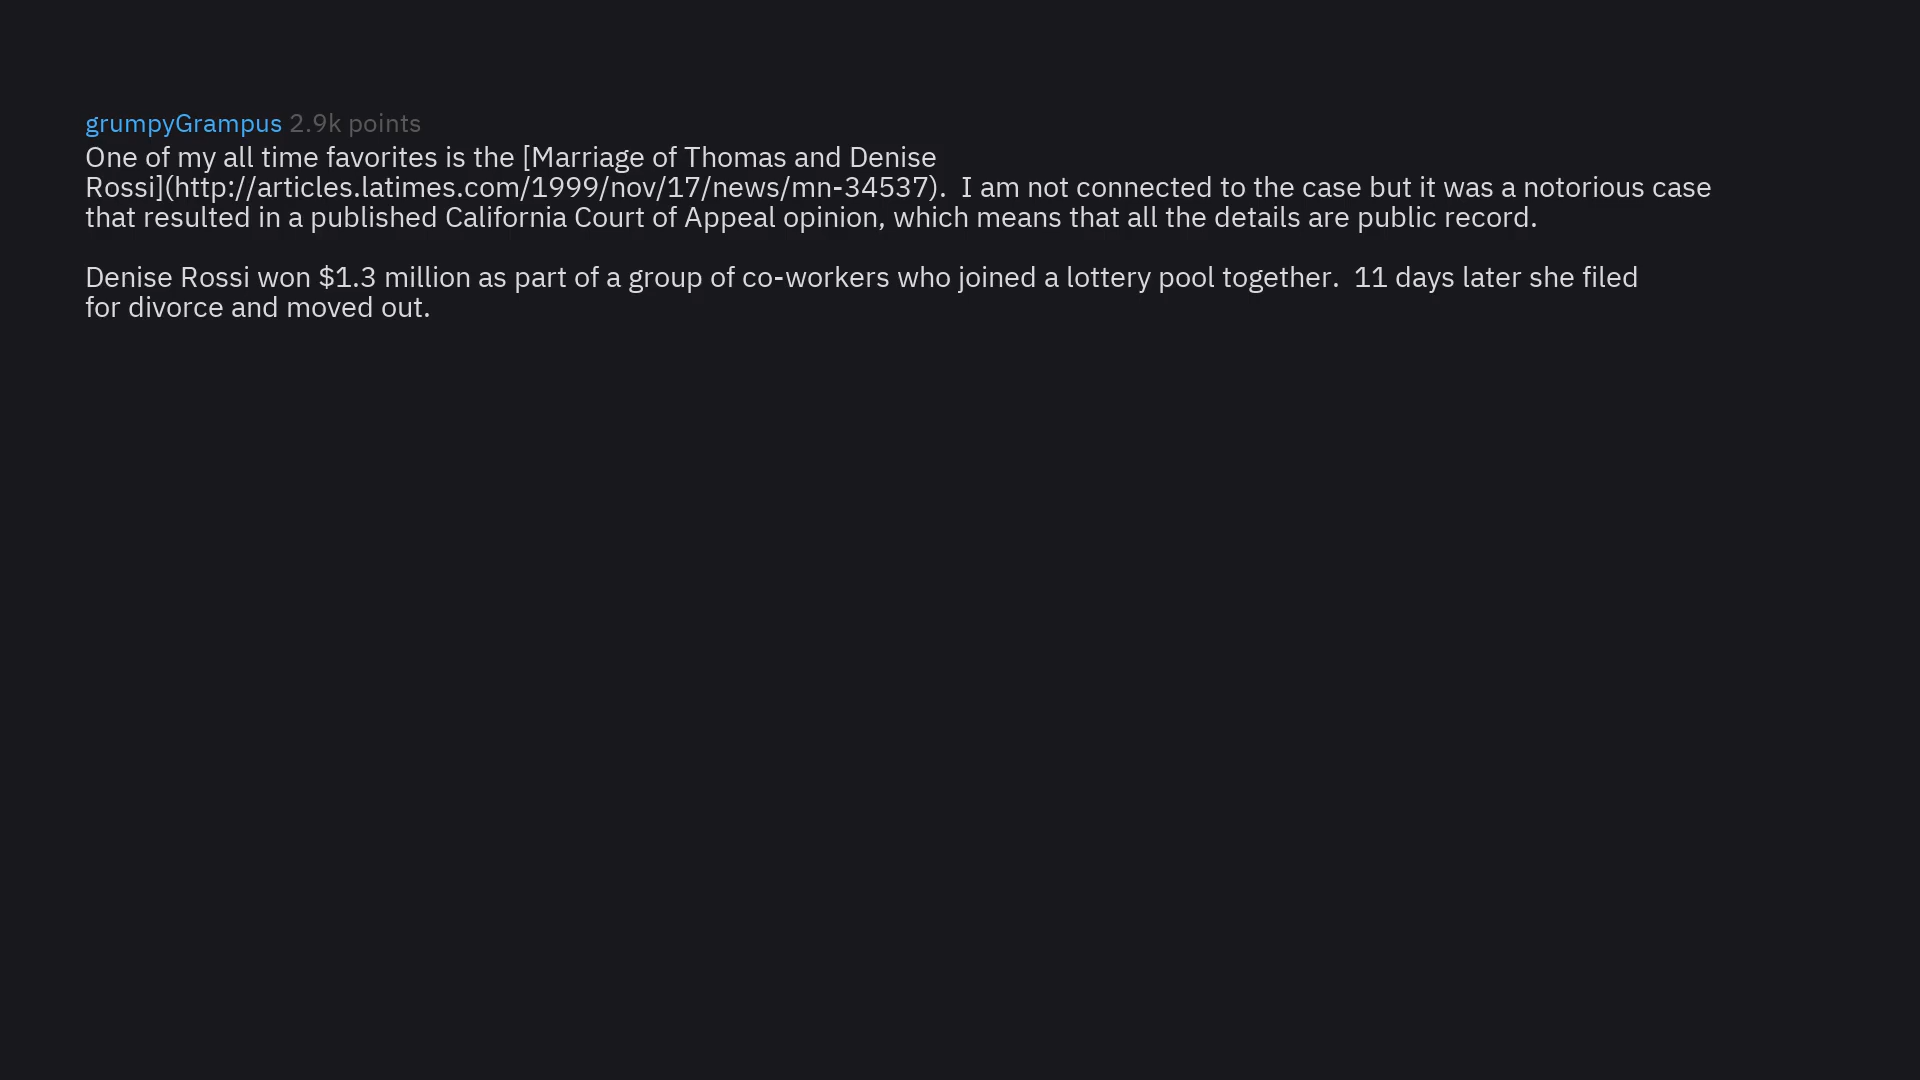 grumpyGrampus 2.9k points
One of my all time favorites is the [Marriage of Thomas and Denise
Rossi](http://articles.latimes.com/1999/nov/17/news/mn-34537).  I am not connected to the case but it was a notorious case
that resulted in a published California Court of Appeal opinion, which means that all the details are public record.
Denise Rossi won $1.3 million as part of a group of co-workers who joined a lottery pool together.  11 days later she filed
for divorce and moved out.